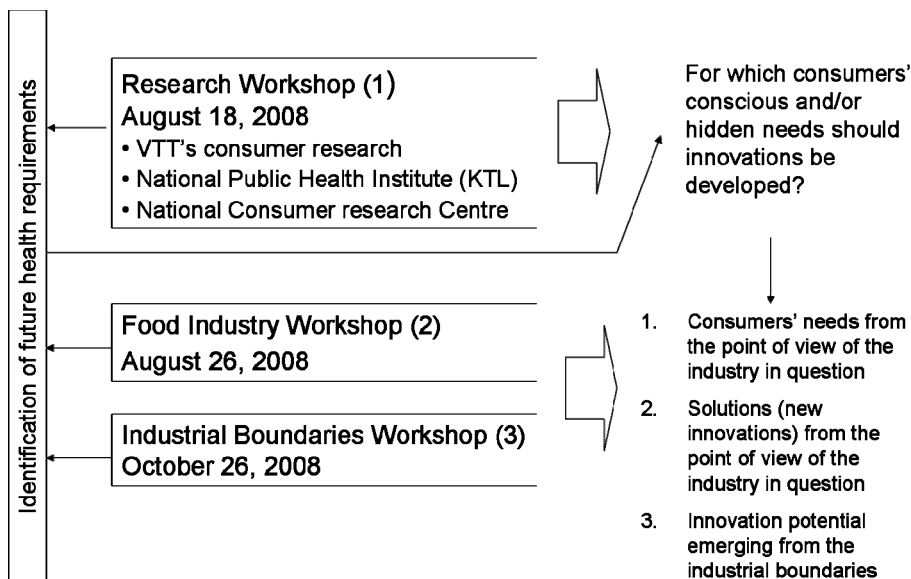 Identification of future health requirements
Research Workshop (1)
August 18, 2008
• VTT's consumer research
• National Public Health Institute (KTL)
• National Consumer research Centre
For which consumers'
conscious and/or
hidden needs should
innovations be
developed?
Food Industry Workshop (2)
August 26, 2008
Industrial Boundaries Workshop (3)
October 26, 2008
1. Consumers' needs from
the point of view of the
industry in question
2. Solutions (new
innovations) from the
point of view of the
industry in question
3. Innovation potential
emerging from the
industrial boundaries